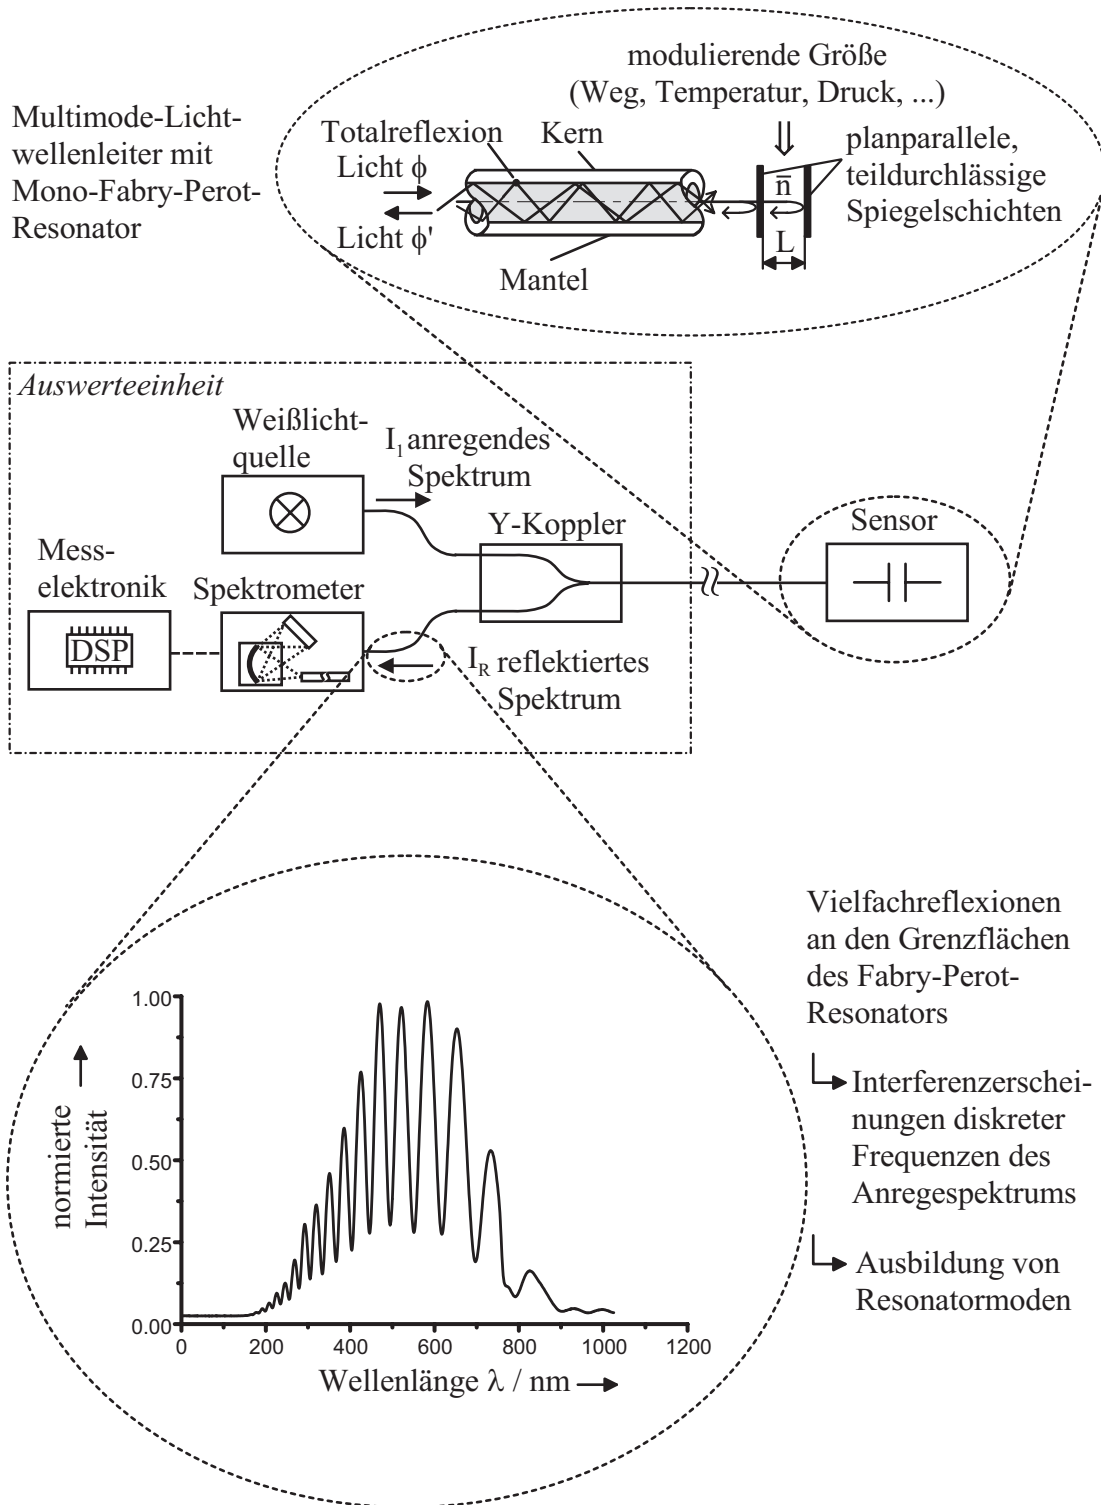 modulierende Größe
(Weg, Temperatur, Druck, ...)
Multimode-Licht-
wellenleiter mit
Mono-Fabry-Perot-
Resonator
Totalreflexion
Kern
Licht ϕ
Licht ϕ'
Mantel
n̅
L
planparallele,
teildurchlässige
Spiegelschichten
Auswerteeinheit
Weißlicht-
quelle
I₁ anregendes
Spektrum
Y-Koppler
Sensor
Mess-
elektronik
DSP
Spektrometer
I_R reflektiertes
Spektrum
Vielfachreflexionen
an den Grenzflächen
des Fabry-Perot-
Resonators
Interferenzerschei-
nungen diskreter
Frequenzen des
Anregespektrums
Ausbildung von
Resonatormoden
normierte
Intensität
1.00
0.75
0.50
0.25
0.00
0 200 400 600 800 1000 1200
Wellenlänge λ / nm